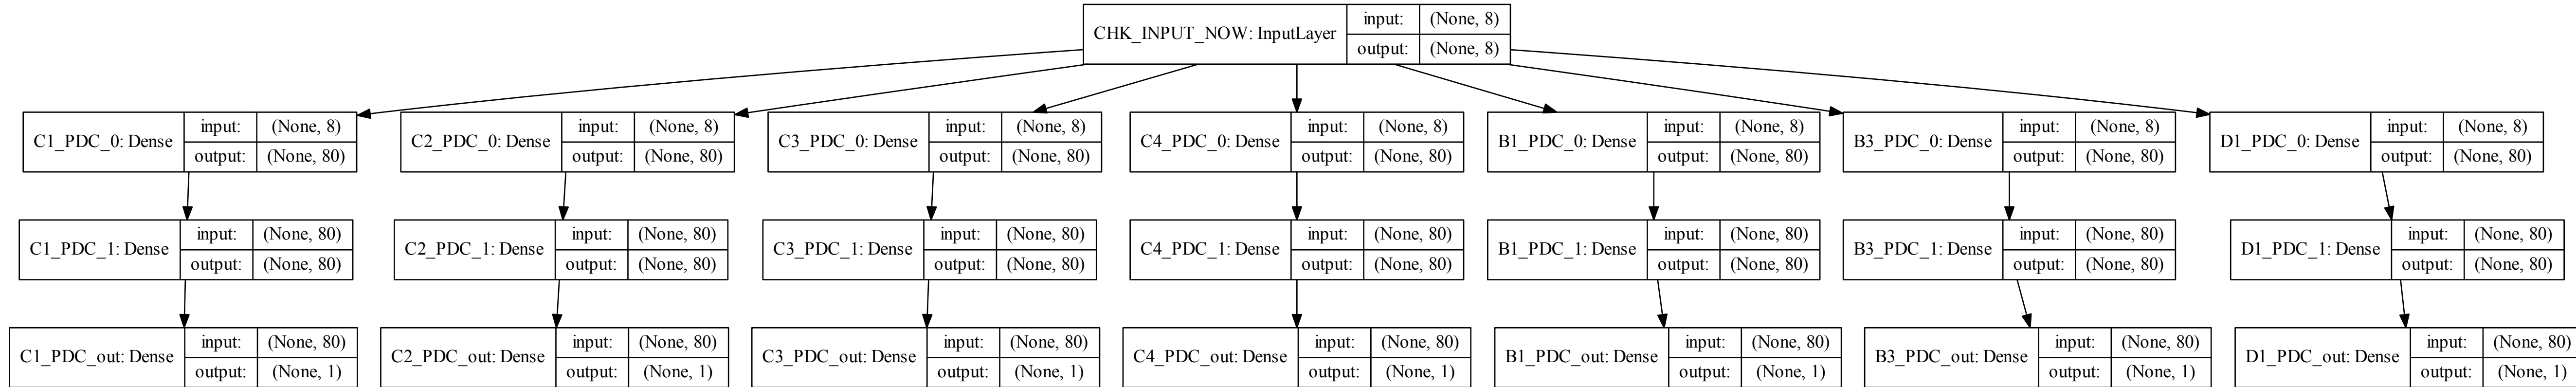 CHK_INPUT_NOW: InputLayer
input: (None, 8)
output: (None, 8)
C1_PDC_0: Dense
input: (None, 8)
output: (None, 80)
C2_PDC_0: Dense
input: (None, 8)
output: (None, 80)
C3_PDC_0: Dense
input: (None, 8)
output: (None, 80)
C4_PDC_0: Dense
input: (None, 8)
output: (None, 80)
B1_PDC_0: Dense
input: (None, 8)
output: (None, 80)
B3_PDC_0: Dense
input: (None, 8)
output: (None, 80)
D1_PDC_0: Dense
input: (None, 8)
output: (None, 80)
C1_PDC_1: Dense
input: (None, 80)
output: (None, 80)
C2_PDC_1: Dense
input: (None, 80)
output: (None, 80)
C3_PDC_1: Dense
input: (None, 80)
output: (None, 80)
C4_PDC_1: Dense
input: (None, 80)
output: (None, 80)
B1_PDC_1: Dense
input: (None, 80)
output: (None, 80)
B3_PDC_1: Dense
input: (None, 80)
output: (None, 80)
D1_PDC_1: Dense
input: (None, 80)
output: (None, 80)
C1_PDC_out: Dense
input: (None, 80)
output: (None, 1)
C2_PDC_out: Dense
input: (None, 80)
output: (None, 1)
C3_PDC_out: Dense
input: (None, 80)
output: (None, 1)
C4_PDC_out: Dense
input: (None, 80)
output: (None, 1)
B1_PDC_out: Dense
input: (None, 80)
output: (None, 1)
B3_PDC_out: Dense
input: (None, 80)
output: (None, 1)
D1_PDC_out: Dense
input: (None, 80)
output: (None, 1)